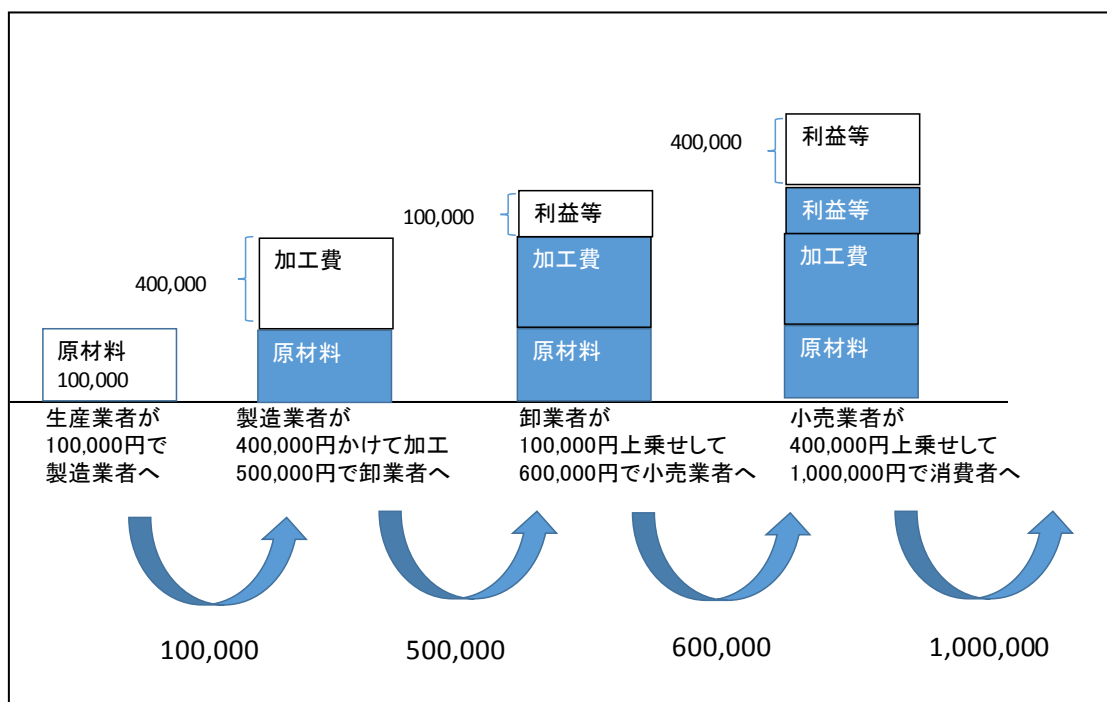 利益等
400,000
利益等
利益等
100,000
加工費
加工費
加工費
400,000
原材料
100,000
原材料
原材料
原材料
生産業者が
100,000円で
製造業者へ
製造業者が
400,000円かけて加工
500,000円で卸業者へ
卸業者が
100,000円上乗せして
600,000円で小売業者へ
小売業者が
400,000円上乗せして
1,000,000円で消費者へ
100,000
500,000
600,000
1,000,000